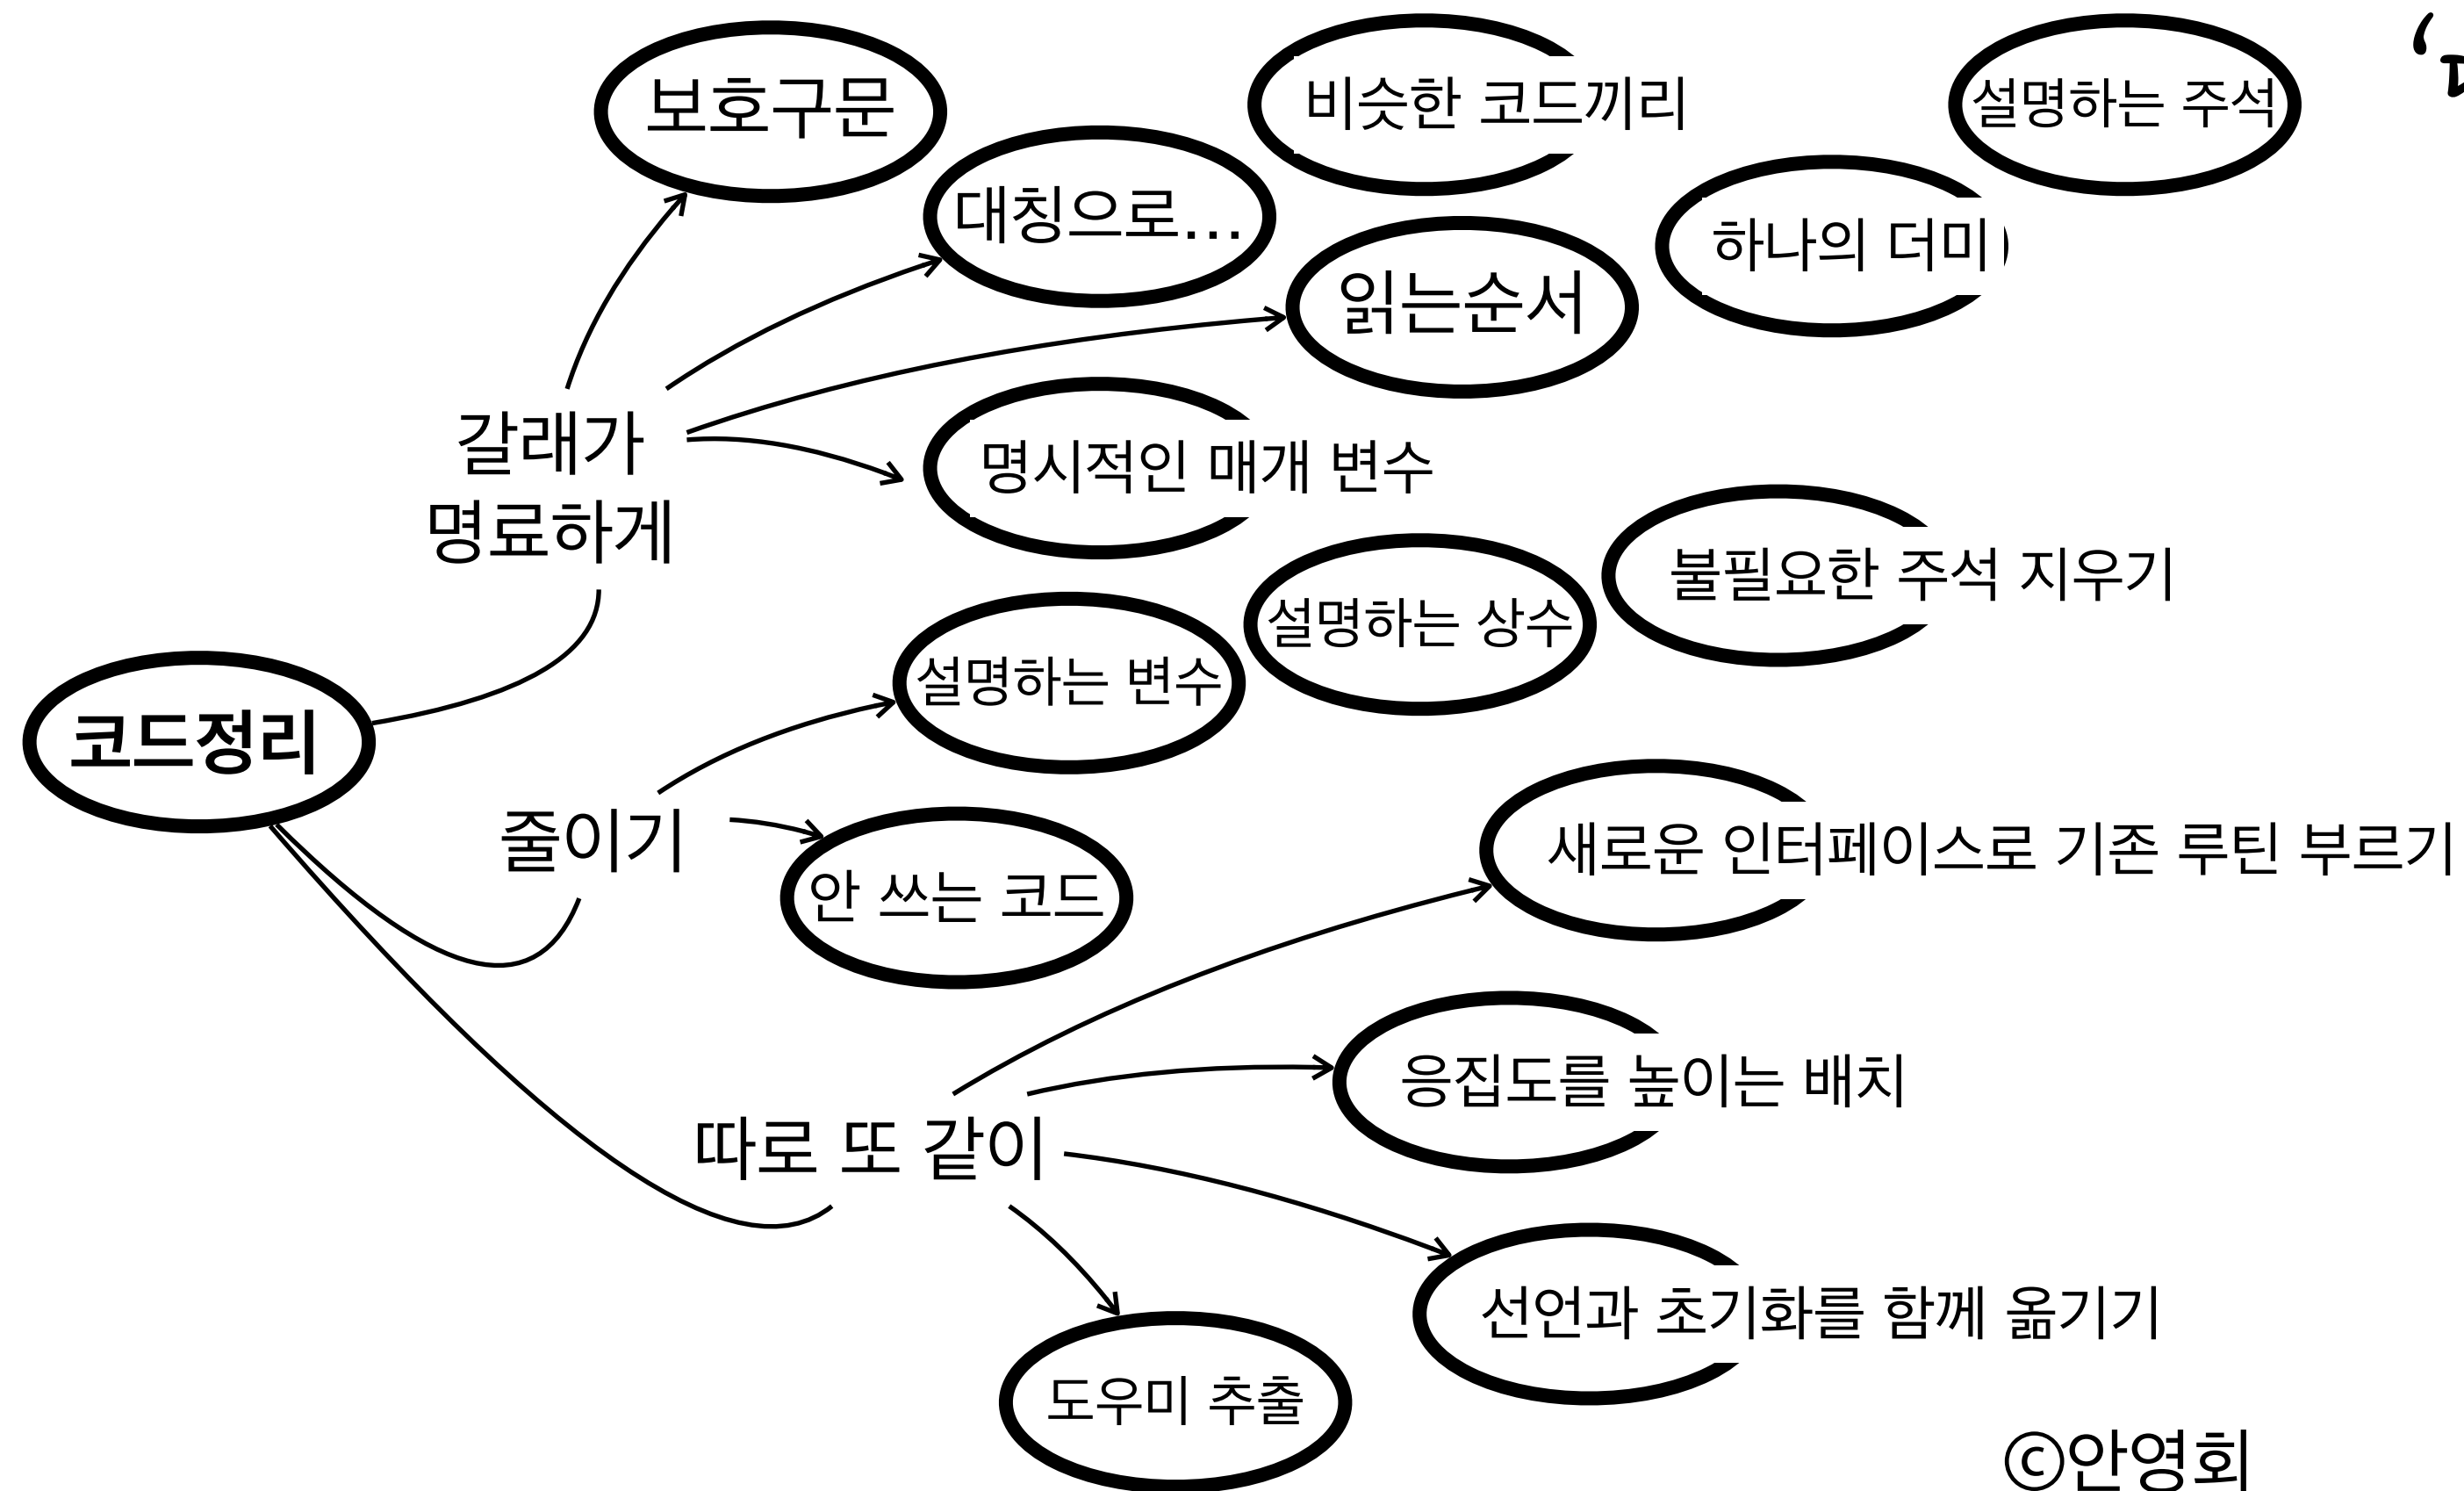 보호구문
비슷한 코드끼리
설명하는 주석
대칭으로...
하나의 더미
읽는순서
갈래가
명료하게
명시적인 매개 변수
불필요한 주석 지우기
설명하는 상수
설명하는 변수
코드정리
줄이기
안 쓰는 코드
새로운 인터페이스로 기존 루틴 부르기
응집도를 높이는 배치
따로 또 같이
선언과 초기화를 함께 옮기기
도우미 추출
©안영회